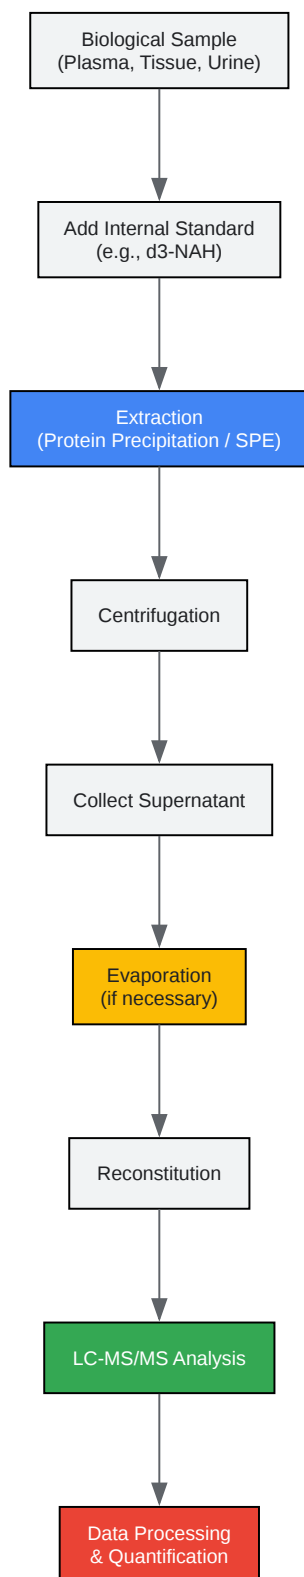 Biological Sample
(Plasma, Tissue, Urine)
Add Internal Standard
(e.g., d3-NAH)
Extraction
(Protein Precipitation / SPE)
Centrifugation
Collect Supernatant
Evaporation
(if necessary)
Reconstitution
LC-MS/MS Analysis
Data Processing
& Quantification